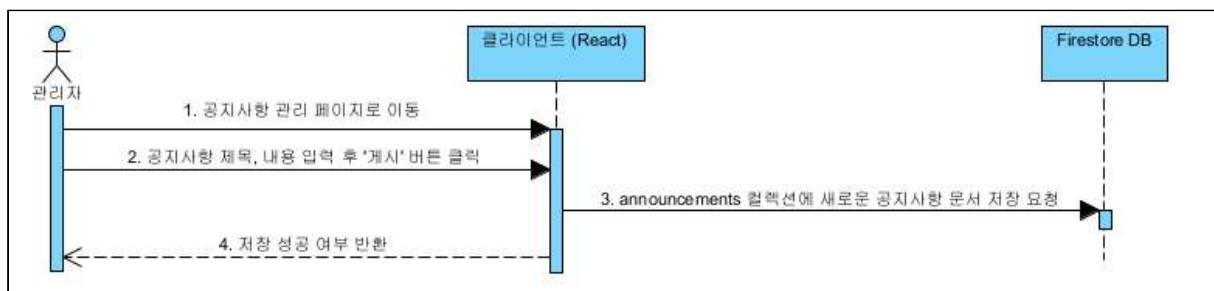 클라이언트 (React)
Firestore DB
관리자
1. 공지사항 관리 페이지로 이동
2. 공지사항 제목, 내용 입력 후 '게시' 버튼 클릭
3. announcements 컬렉션에 새로운 공지사항 문서 저장 요청
4. 저장 성공 여부 반환